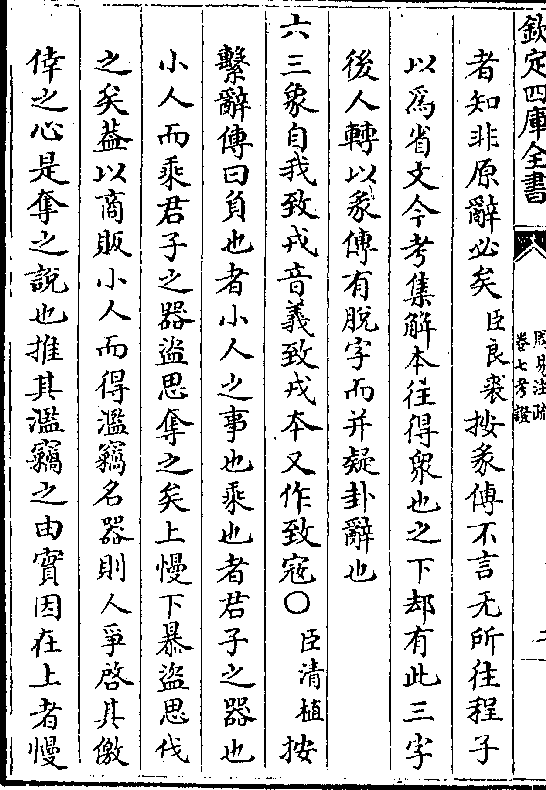 欽定四庫全書
周易注疏
卷七考證
二
者知非原辭必矣臣良裘按彖傳不言无所往程子
以爲省文今考集解本往得衆也之下却有此三字
後人轉以彖傳有脫字而并疑卦辭也
六三象自我致戎音義致戎本又作致寇○臣清植按
繫辭傳曰負也者小人之事也乘也者君子之器也
小人而乘君子之器盜思奪之矣上慢下暴盜思伐
之矣葢以商販小人而得濫竊名器則人爭啓其儌
倖之心是奪之說也推其濫竊之由實因在上者慢